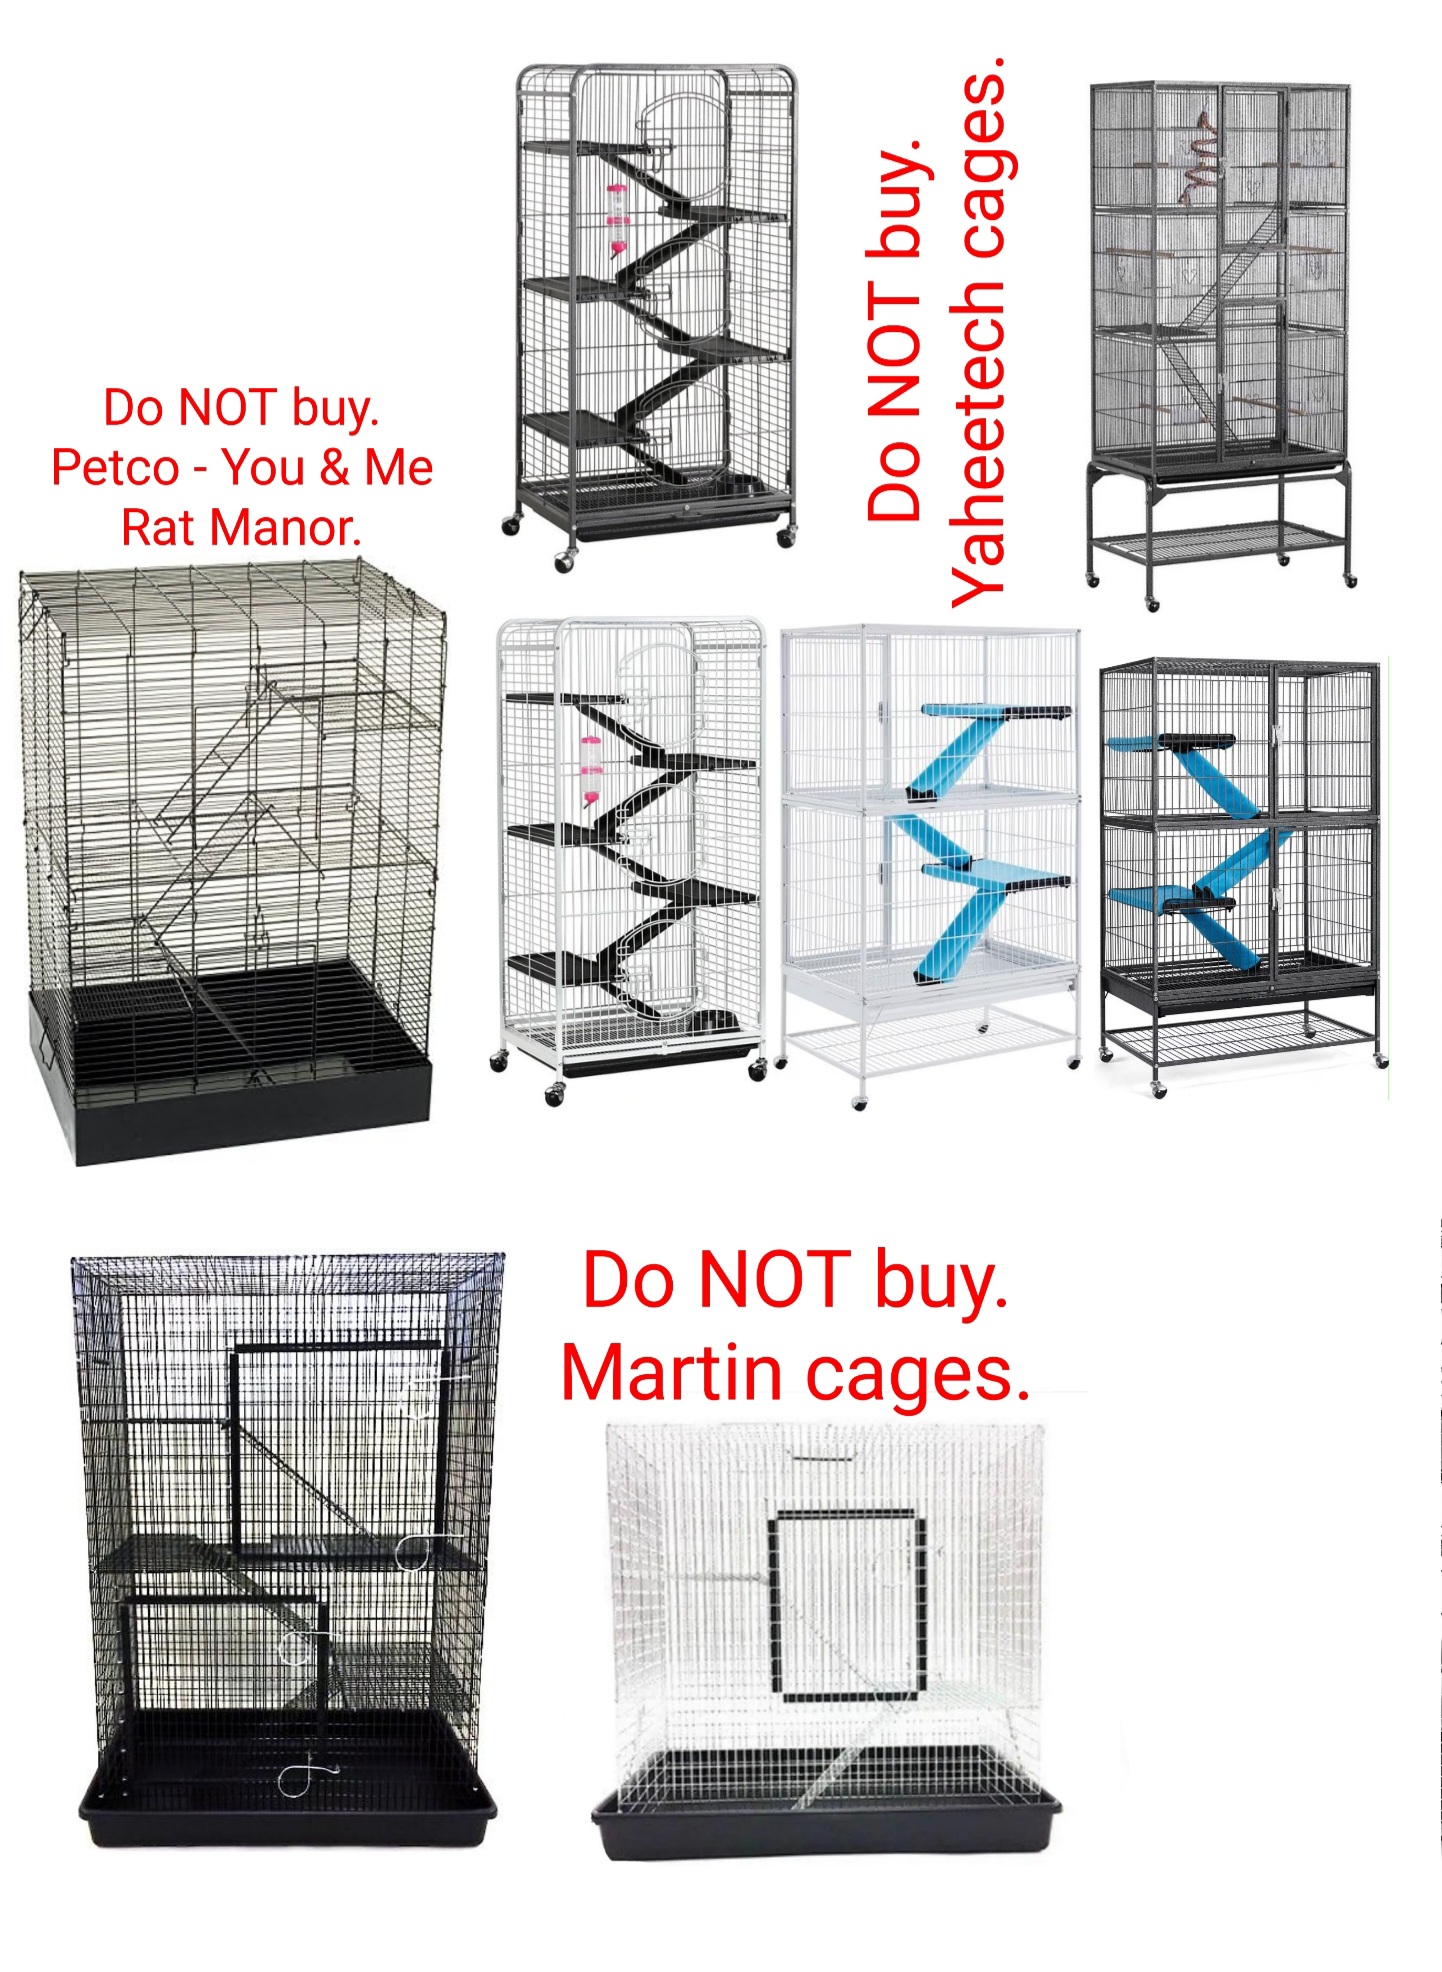 Do NOT buy.
Yaheetech cages.
Do NOT buy.
Petco - You & Me
Rat Manor.
Do NOT buy.
Martin cages.